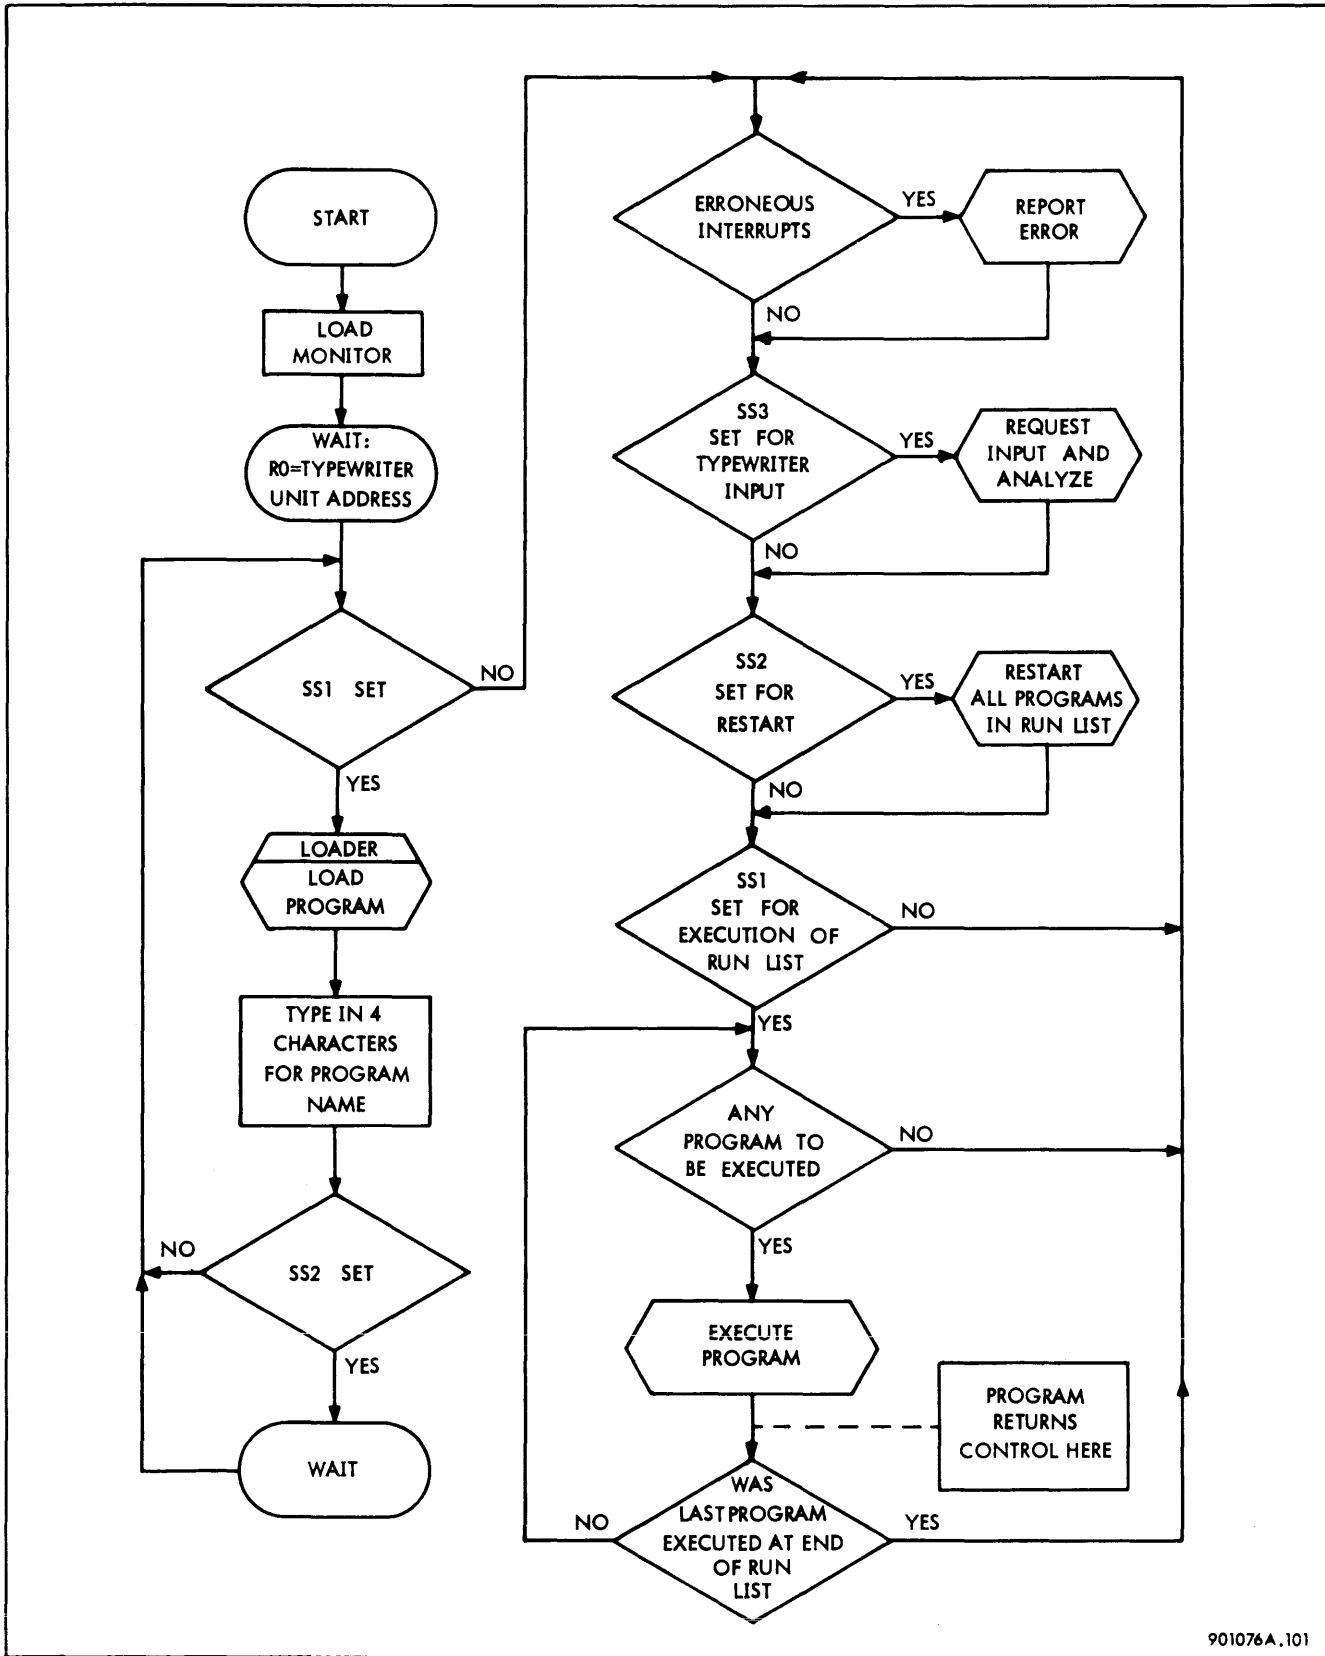 START
LOAD
MONITOR
WAIT:
R0=TYPEWRITER
UNIT ADDRESS
SS1 SET
NO
YES
LOADER
LOAD
PROGRAM
TYPE IN 4
CHARACTERS
FOR PROGRAM
NAME
SS2 SET
NO
YES
WAIT
ERRONEOUS
INTERRUPTS
YES
REPORT
ERROR
NO
SS3
SET FOR
TYPEWRITER
INPUT
YES
REQUEST
INPUT AND
ANALYZE
NO
SS2
SET FOR
RESTART
YES
RESTART
ALL PROGRAMS
IN RUN LIST
NO
SS1
SET FOR
EXECUTION OF
RUN LIST
NO
YES
ANY
PROGRAM TO
BE EXECUTED
NO
YES
EXECUTE
PROGRAM
PROGRAM
RETURNS
CONTROL HERE
WAS
LAST PROGRAM
EXECUTED AT END
OF RUN
LIST
NO
YES
901076A.101